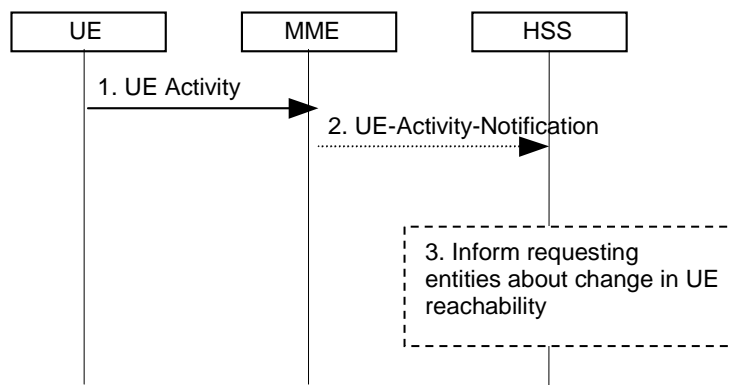 UE
MME
HSS
1. UE Activity
2. UE-Activity-Notification
3. Inform requesting
entities about change in UE
reachability